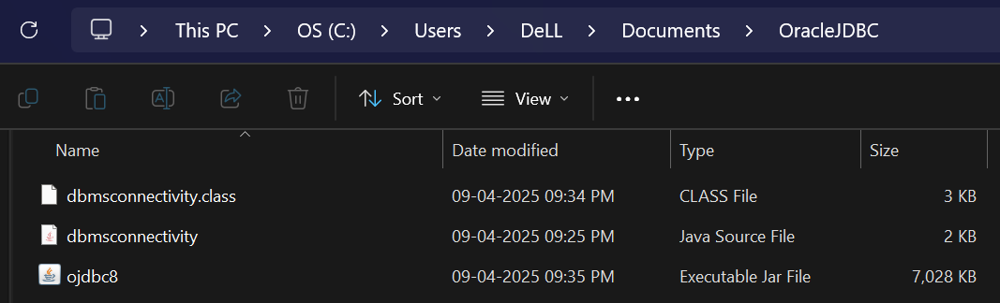 This PC > OS (C:) > Users > DeLL > Documents > OracleJDBC
Sort View
Name Date modified Type Size
dbmsconnectivity.class 09-04-2025 09:34 PM CLASS File 3 KB
dbmsconnectivity 09-04-2025 09:25 PM Java Source File 2 KB
ojdbc8 09-04-2025 09:35 PM Executable Jar File 7,028 KB